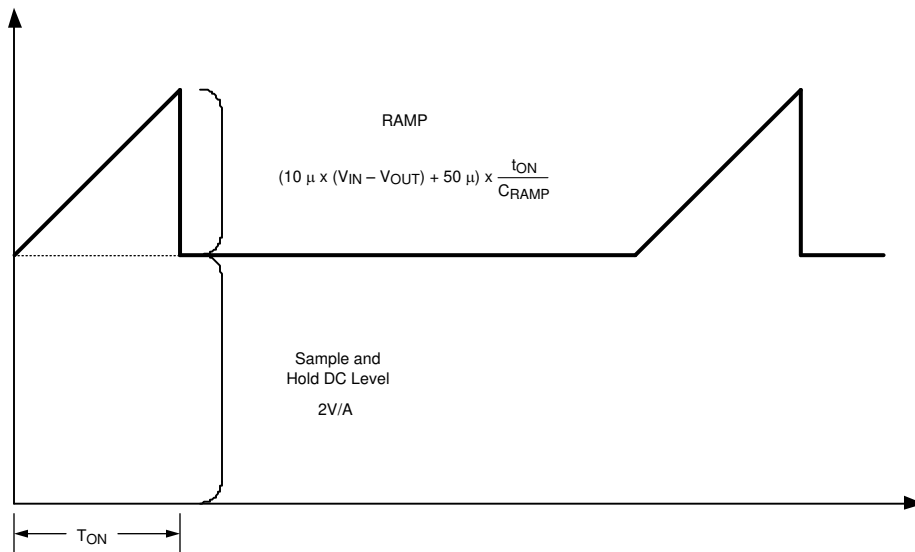 RAMP
(10 μ x (VIN – VOUT) + 50 μ) x tON
CRAMP
Sample and
Hold DC Level
2V/A
TON